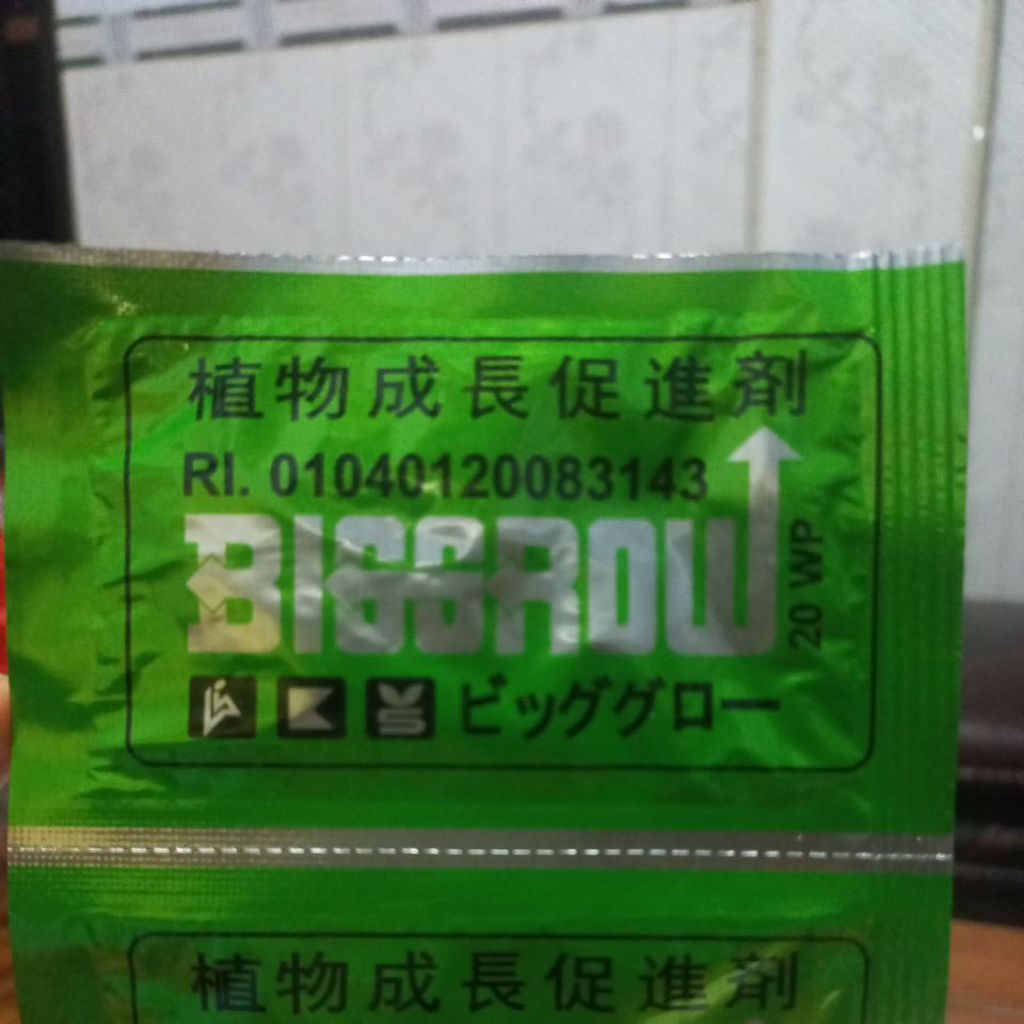 植物成長促進剤
RI. 01040120083143
BIGGROW
20 WP
VS
ビッググロー
植物成長促進剤